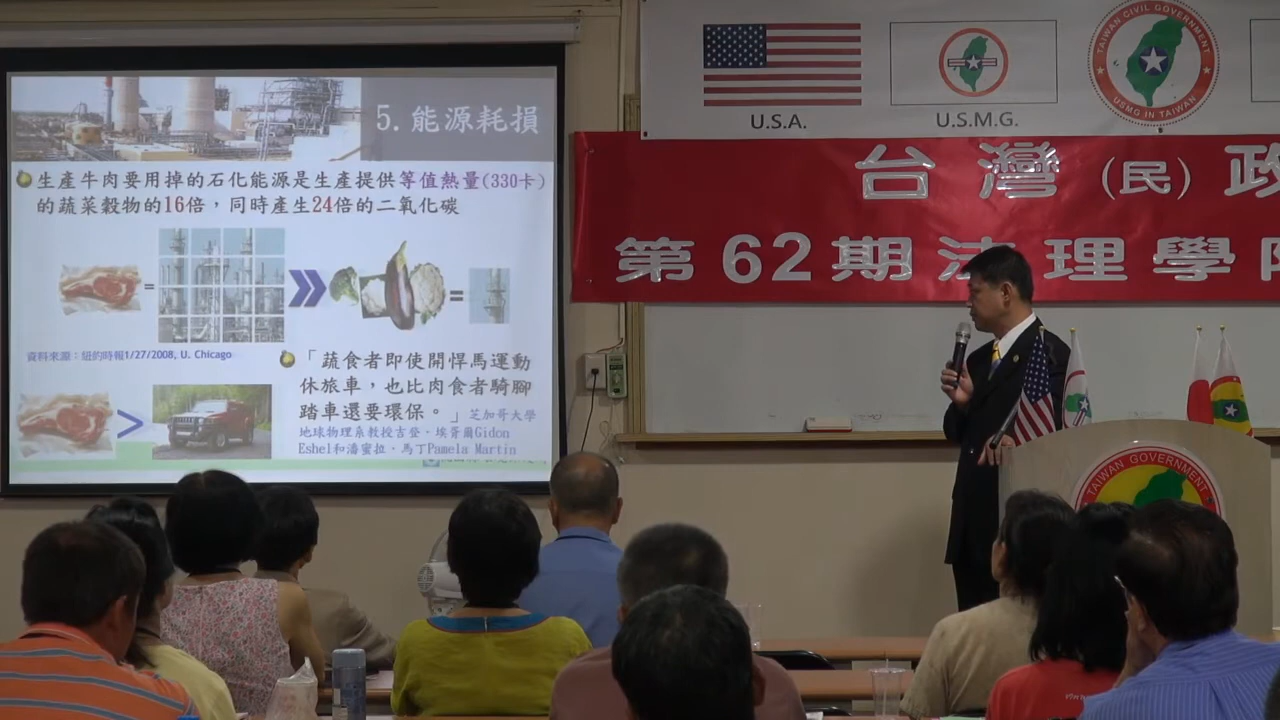 5. 能源耗損
生產牛肉要用掉的石化能源是生產提供等值熱量(330卡)
的蔬菜穀物的16倍，同時產生24倍的二氧化碳
=
=
資料來源：紐約時報1/27/2008, U. Chicago
>
「蔬食者即使開悍馬運動
休旅車，也比肉食者騎腳
踏車還要環保。」芝加哥大學
地球物理系教授吉登．埃胥爾Gidon
Eshel和潘蜜拉．馬丁Pamela Martin
U.S.A.
U.S.M.G.
TAIWAN CIVIL GOVERNMENT
USMG IN TAIWAN
台灣(民)政
第62期法理學
TAIWAN GOVERNMENT